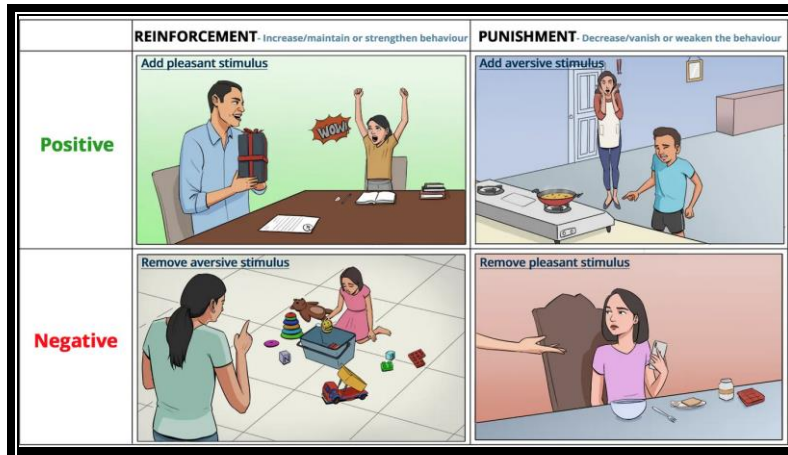 REINFORCEMENT- Increase/maintain or strengthen behaviour
PUNISHMENT- Decrease/vanish or weaken the behaviour
Positive
Add pleasant stimulus
WOW!
Add aversive stimulus
!
Negative
Remove aversive stimulus
Remove pleasant stimulus